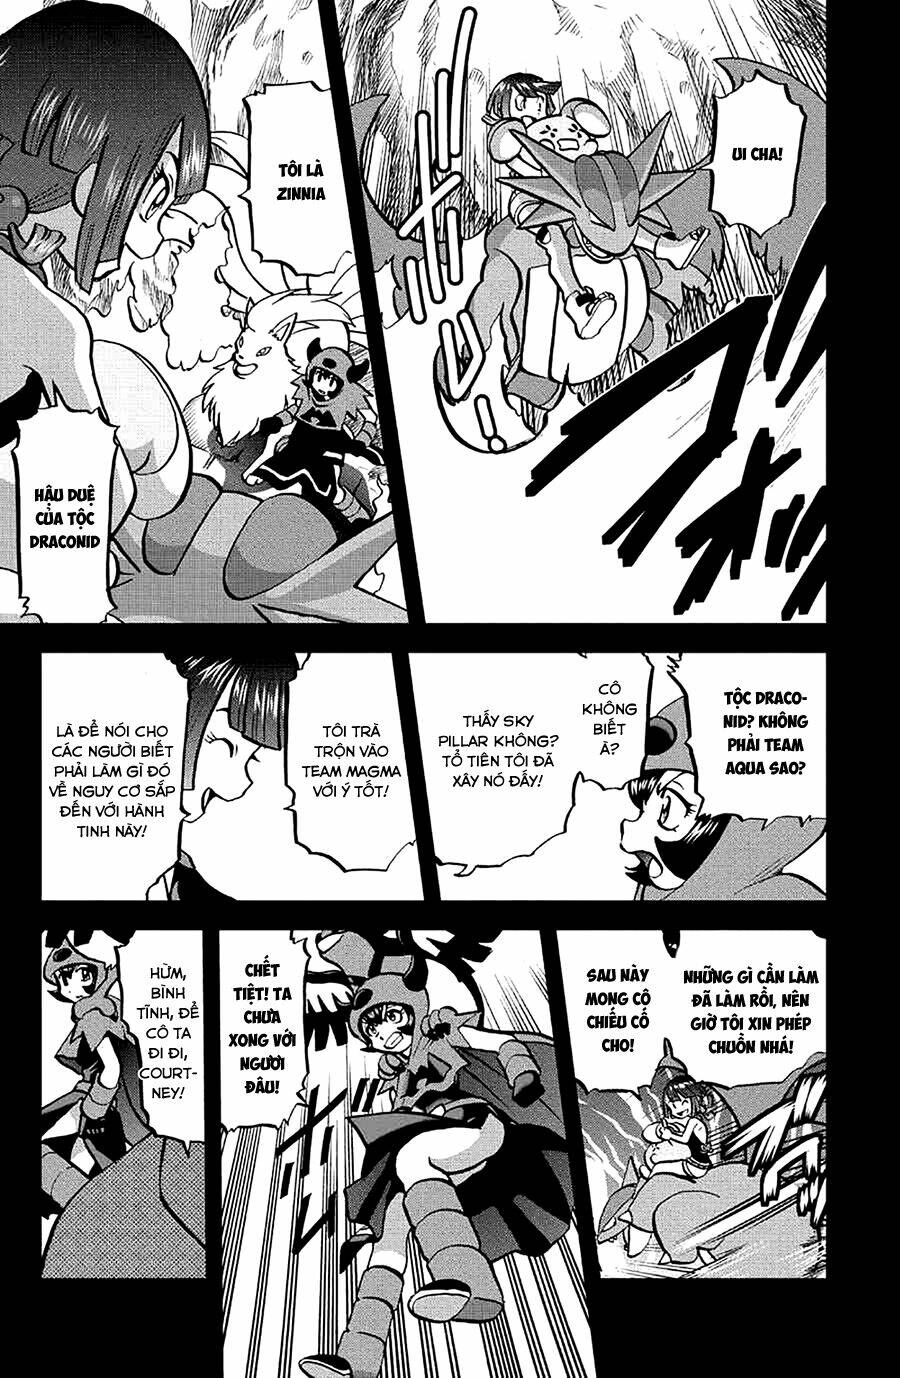 UI CHA!
TÔI LÀ
ZINNIA
HẬU DUỆ
CỦA TỘC
DRACONID
TỘC DRACO-
NID? KHÔNG
PHẢI TEAM
AQUA SAO?
CÔ
KHÔNG
BIẾT
À?
THẤY SKY
PILLAR KHÔNG?
TỔ TIÊN TÔI ĐÃ
XÂY NÓ ĐẤY!
TÔI TRÀ
TRỘN VÀO
TEAM MAGMA
VỚI Ý TỐT!
LÀ ĐỂ NÓI CHO
CÁC NGƯỜI BIẾT
PHẢI LÀM GÌ ĐÓ
VỀ NGUY CƠ SẮP
ĐẾN VỚI HÀNH
TINH NÀY!
NHỮNG GÌ CẦN LÀM
ĐÃ LÀM RỒI, NÊN
GIỜ TÔI XIN PHÉP
CHUỒN NHÁ!
SAU NÀY
MONG CÔ
CHIẾU CỐ
CHO!
CHẾT
TIỆT! TA
CHƯA
XONG VỚI
NGƯƠI
ĐÂU!
HỪM,
BÌNH
TĨNH, ĐỂ
CÔ TA
ĐI ĐI,
COURT-
NEY!